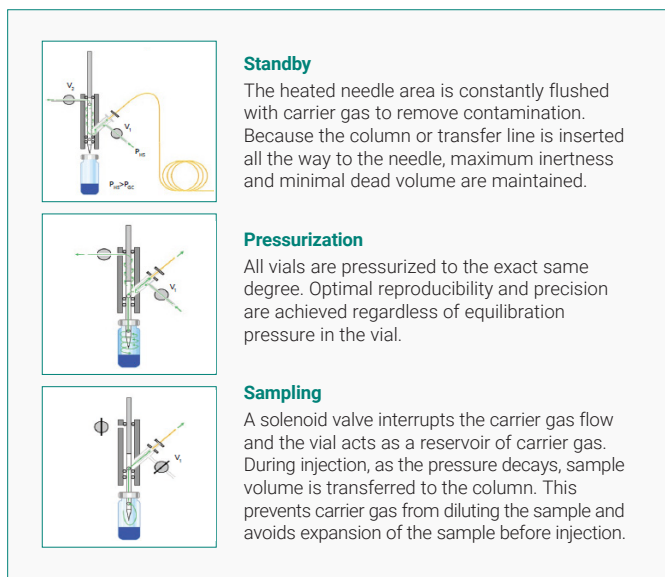 Standby
The heated needle area is constantly flushed
with carrier gas to remove contamination.
Because the column or transfer line is inserted
all the way to the needle, maximum inertness
and minimal dead volume are maintained.
V2
V1
PHS
PHS>PGC
Pressurization
All vials are pressurized to the exact same
degree. Optimal reproducibility and precision
are achieved regardless of equilibration
pressure in the vial.
V1
Sampling
A solenoid valve interrupts the carrier gas flow
and the vial acts as a reservoir of carrier gas.
During injection, as the pressure decays, sample
volume is transferred to the column. This
prevents carrier gas from diluting the sample and
avoids expansion of the sample before injection.
V1